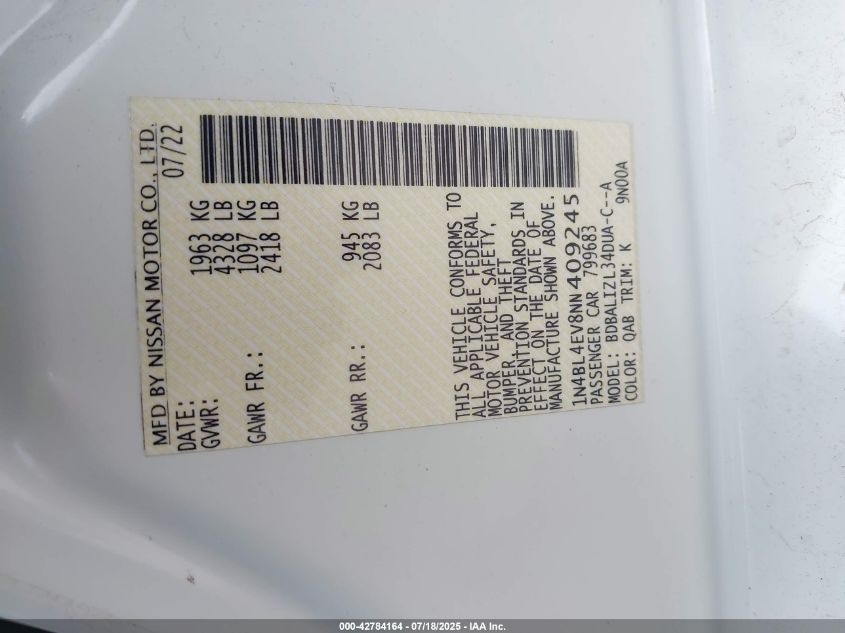 MFD BY NISSAN MOTOR CO., LTD.
DATE: 07/22
GVWR: 1963 KG
4328 LB
GAWR FR.: 1097 KG
2418 LB
GAWR RR.: 945 KG
2083 LB
THIS VEHICLE CONFORMS TO
ALL APPLICABLE FEDERAL
MOTOR VEHICLE SAFETY,
BUMPER, AND THEFT
PREVENTION STANDARDS IN
EFFECT ON THE DATE OF
MANUFACTURE SHOWN ABOVE.
1N4BL4EV8NN409245
PASSENGER CAR 799683
MODEL: BDBALIZL34DUA-C--A
COLOR: QAB TRIM: K 9N00A
000-42784164 - 07/18/2025 - IAA Inc.